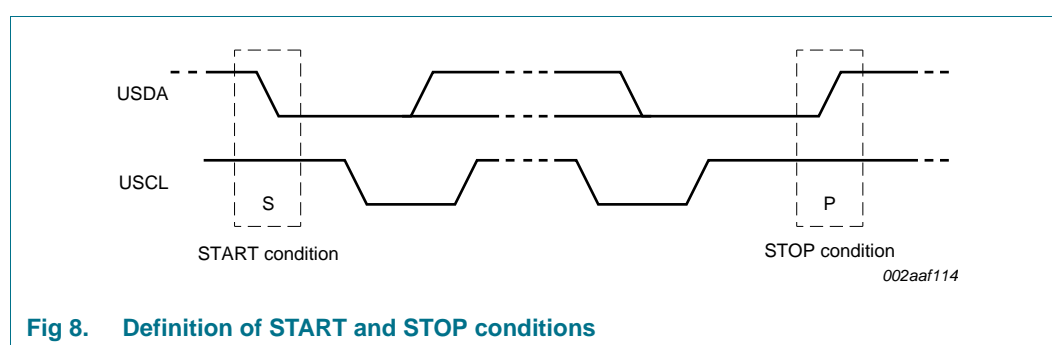 USDA
USCL
S
P
START condition
STOP condition
002aaf114
Fig 8. Definition of START and STOP conditions